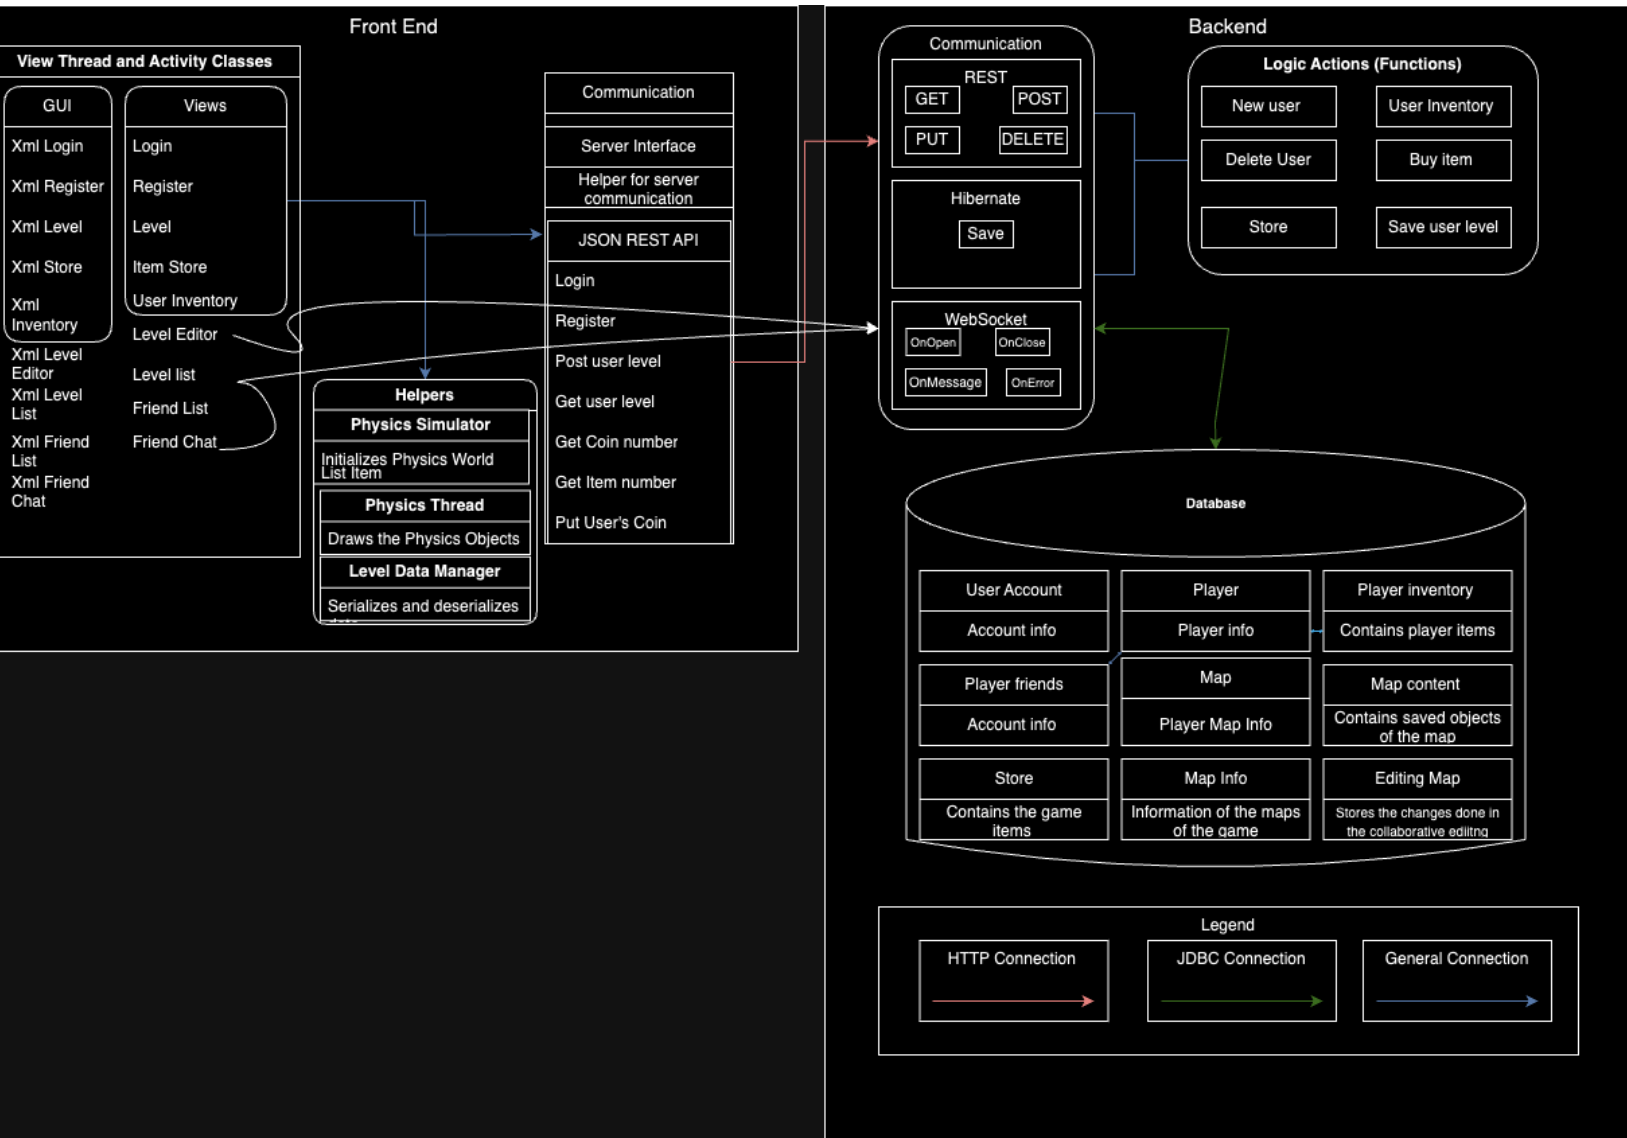 Front End
View Thread and Activity Classes
GUI
Xml Login
Xml Register
Xml Level
Xml Store
Xml
Inventory
Xml Level
Editor
Xml Level
List
Xml Friend
List
Xml Friend
Chat
Views
Login
Register
Level
Item Store
User Inventory
Level Editor
Level list
Friend List
Friend Chat
Helpers
Physics Simulator
Initializes Physics World
List Item
Physics Thread
Draws the Physics Objects
Level Data Manager
Serializes and deserializes
Communication
Server Interface
Helper for server
communication
JSON REST API
Login
Register
Post user level
Get user level
Get Coin number
Get Item number
Put User's Coin
Backend
Communication
REST
GET
POST
PUT
DELETE
Hibernate
Save
WebSocket
OnOpen
OnClose
OnMessage
OnError
Logic Actions (Functions)
New user
User Inventory
Delete User
Buy item
Store
Save user level
Database
User Account
Account info
Player
Player info
Player inventory
Contains player items
Player friends
Account info
Map
Player Map Info
Map content
Contains saved objects
of the map
Store
Contains the game
items
Map Info
Information of the maps
of the game
Editing Map
Stores the changes done in
the collaborative ediitng
Legend
HTTP Connection
JDBC Connection
General Connection